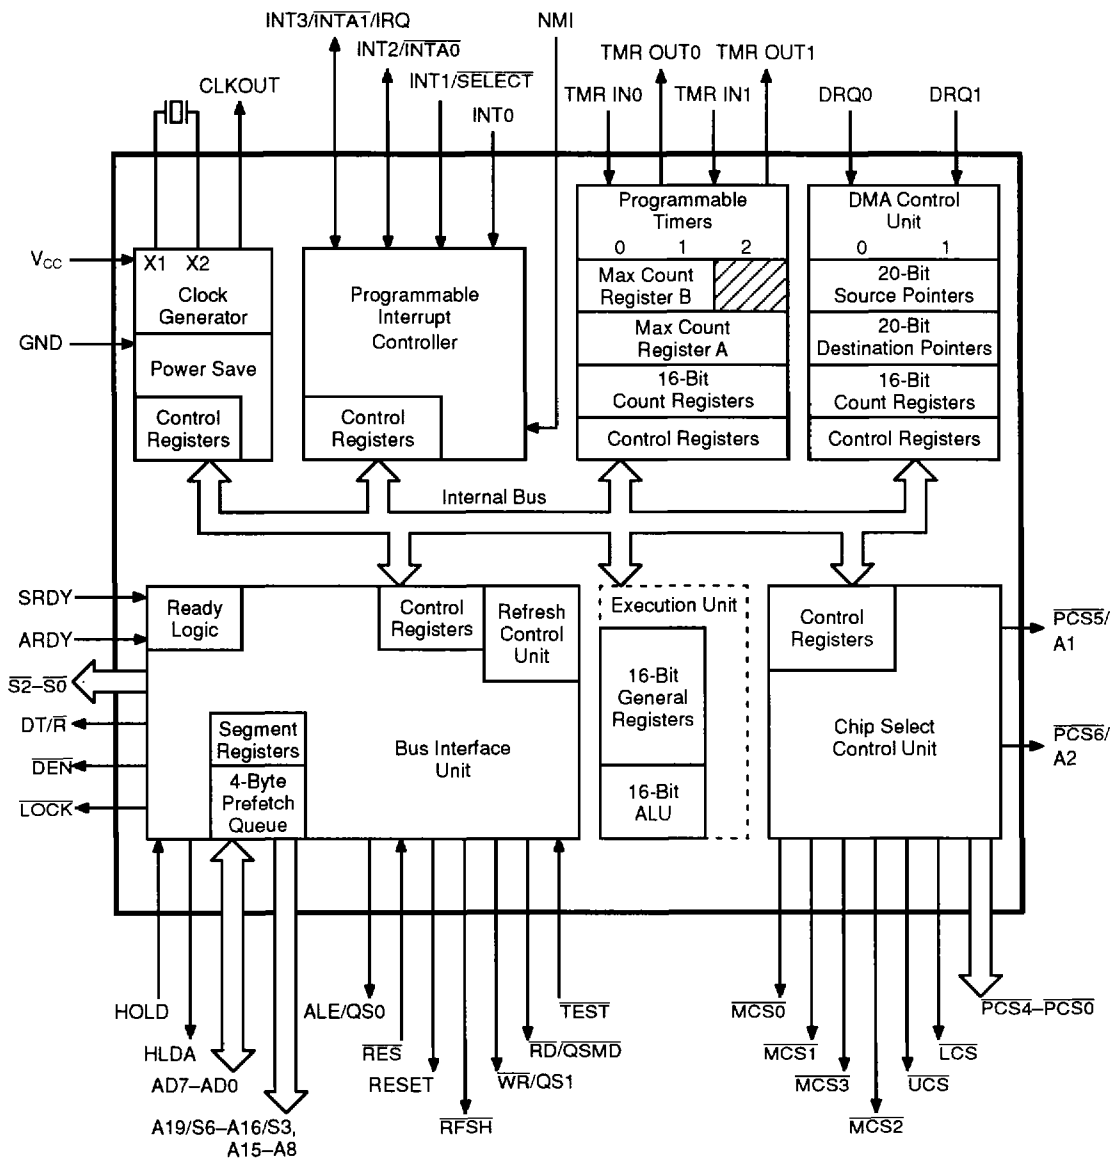 INT3/INTA1/IRQ
NMI
INT2/INTA0
TMR OUT0
TMR OUT1
CLKOUT
INT1/SELECT
TMR IN0
TMR IN1
DRQ0
DRQ1
INT0
Programmable
Timers
0 1 2
DMA Control
Unit
0 1
VCC
X1 X2
Clock
Generator
Programmable
Interrupt
Controller
Max Count
Register B
20-Bit
Source Pointers
GND
Power Save
Max Count
Register A
20-Bit
Destination Pointers
16-Bit
Count Registers
16-Bit
Count Registers
Control
Registers
Control
Registers
Control Registers
Control Registers
Internal Bus
SRDY
Ready
Logic
Control
Registers
Refresh
Control
Unit
Execution Unit
Control
Registers
PCS5/
A1
ARDY
S2–S0
16-Bit
General
Registers
DT/R
Segment
Registers
Bus Interface
Unit
Chip Select
Control Unit
PCS6/
A2
DEN
4-Byte
Prefetch
Queue
16-Bit
ALU
LOCK
HOLD
ALE/QS0
TEST
MCS0
PCS4–PCS0
HLDA
RES
RD/QSMD
MCS1
LCS
AD7–AD0
RESET
WR/QS1
MCS3
UCS
A19/S6–A16/S3,
A15–A8
RFSH
MCS2